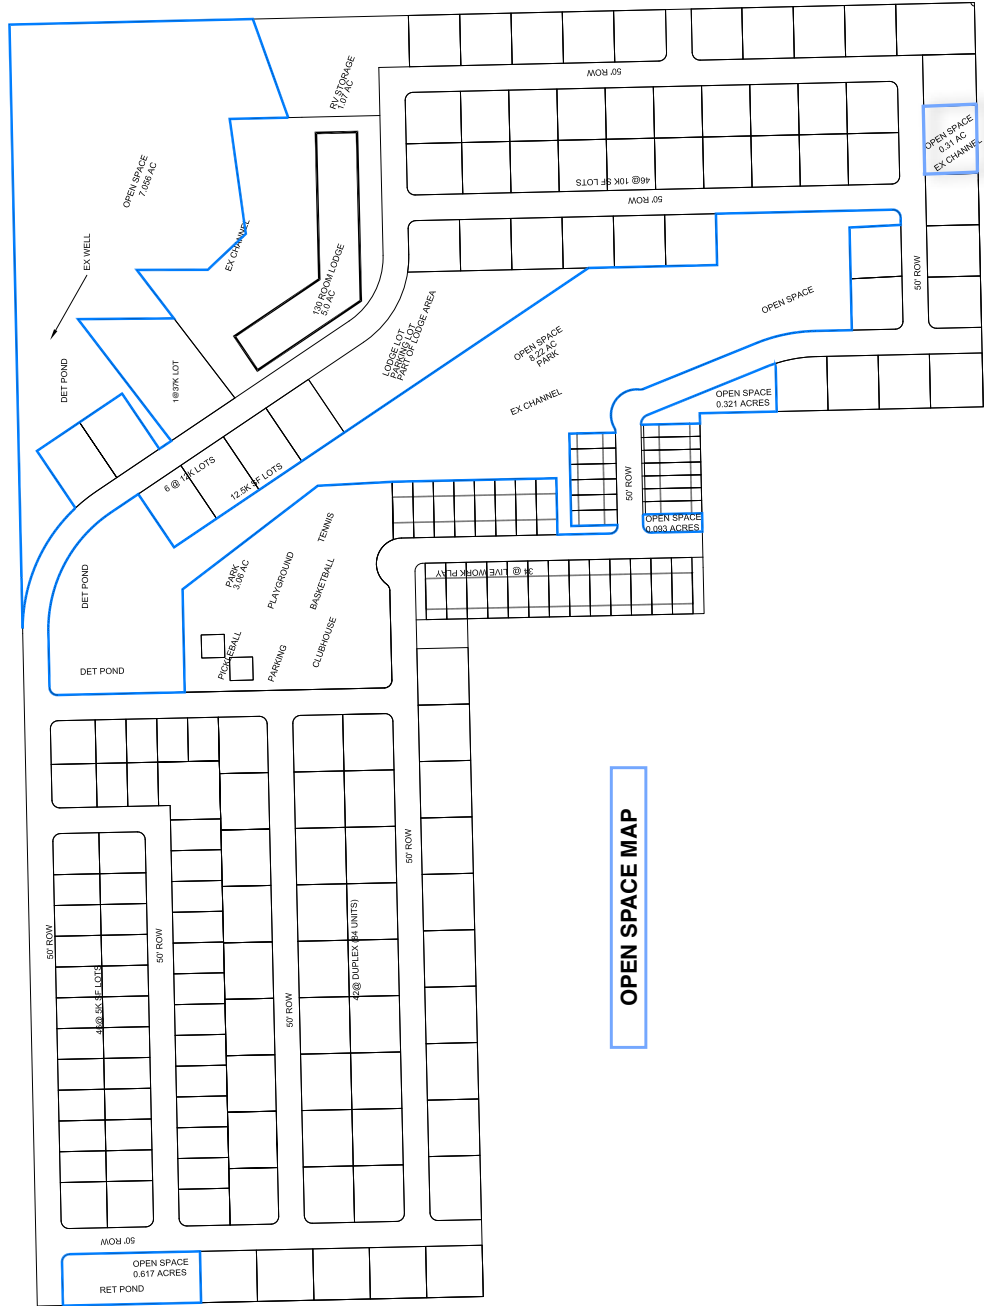 50' ROW
RV STORAGE
1.07 AC
OPEN SPACE
0.31 AC
EX CHANNEL
OPEN SPACE
7.056 AC
46@ 10K SF LOTS
50' ROW
EX WELL
EX CHANNEL
130 ROOM LODGE
5.0 AC
50' ROW
OPEN SPACE
LODGE LOT
PARKING LOT
PART OF LODGE AREA
OPEN SPACE
8.22 AC
PARK
DET POND
1@37K LOT
EX CHANNEL
OPEN SPACE
0.321 ACRES
6 @ 12K LOTS
12.5K SF LOTS
50' ROW
OPEN SPACE
0.093 ACRES
TENNIS
PARK
3.06 AC
PLAYGROUND
BASKETBALL
34 @ LIVE WORK PLAY
DET POND
PICKLEBALL
PARKING
CLUBHOUSE
DET POND
50' ROW
OPEN SPACE MAP
50' ROW
50' ROW
42@ DUPLEX (84 UNITS)
46@ 5K SF LOTS
50' ROW
50' ROW
OPEN SPACE
0.617 ACRES
RET POND